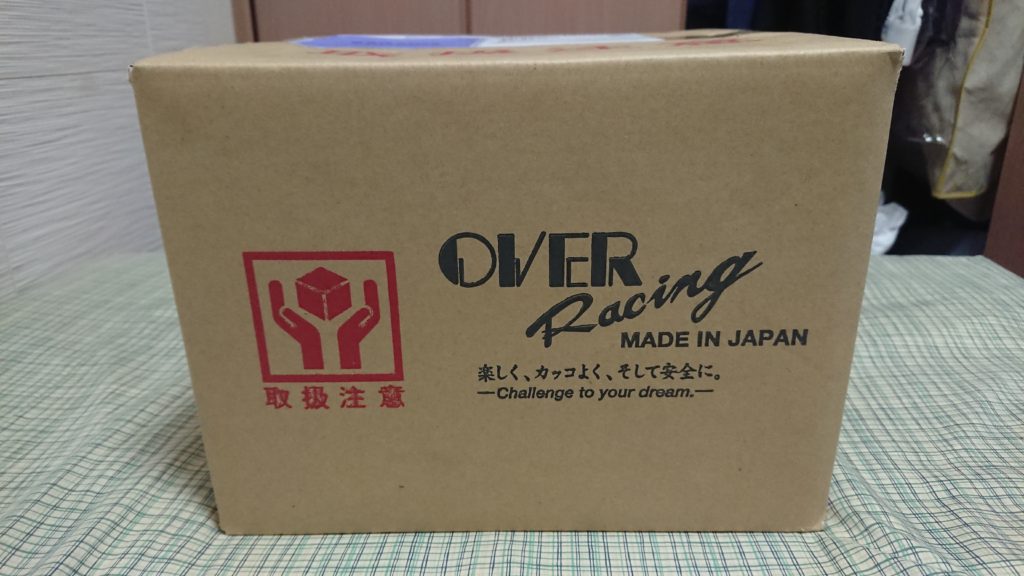 OVER
Racing
MADE IN JAPAN
楽しく、カッコよく、そして安全に。
—Challenge to your dream.—
取扱注意